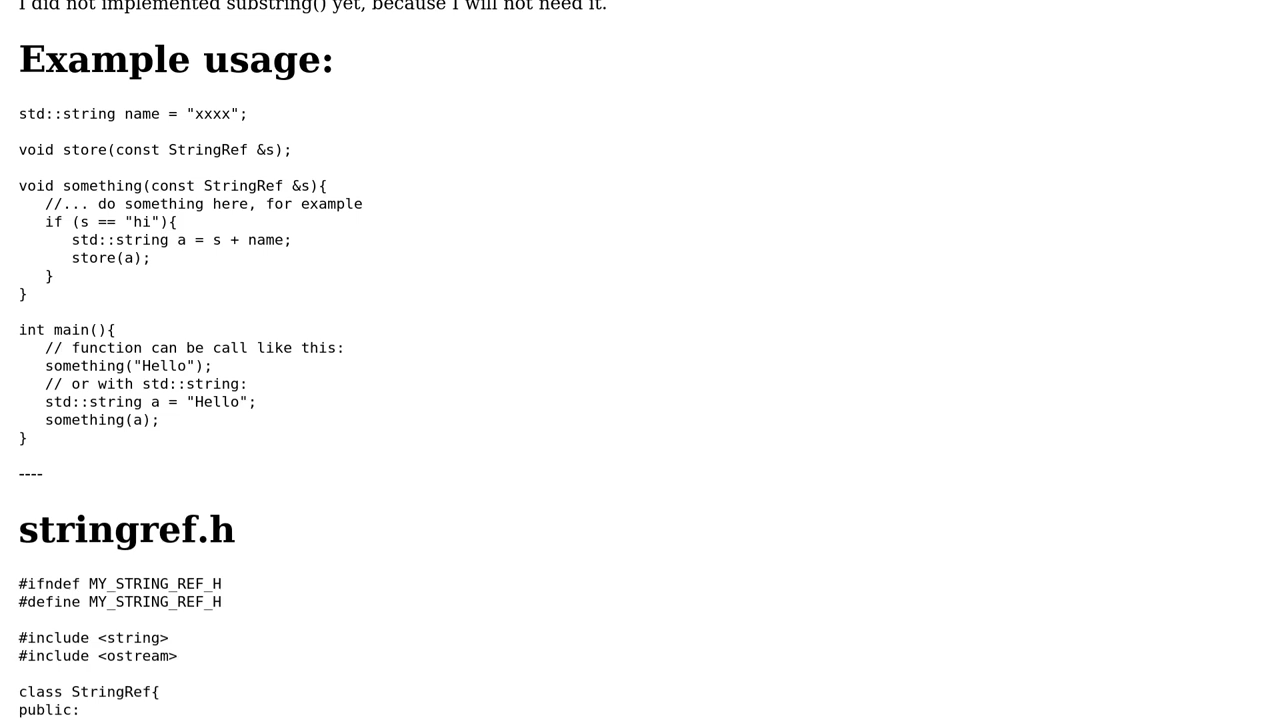 I did not implemented substring() yet, because I will not need it.
Example usage:
std::string name = "xxxx";
void store(const StringRef &s);
void something(const StringRef &s){
   //... do something here, for example
   if (s == "hi"){
      std::string a = s + name;
      store(a);
   }
}
int main(){
   // function can be call like this:
   something("Hello");
   // or with std::string:
   std::string a = "Hello";
   something(a);
}
----
stringref.h
#ifndef MY_STRING_REF_H
#define MY_STRING_REF_H
#include <string>
#include <ostream>
class StringRef{
public: